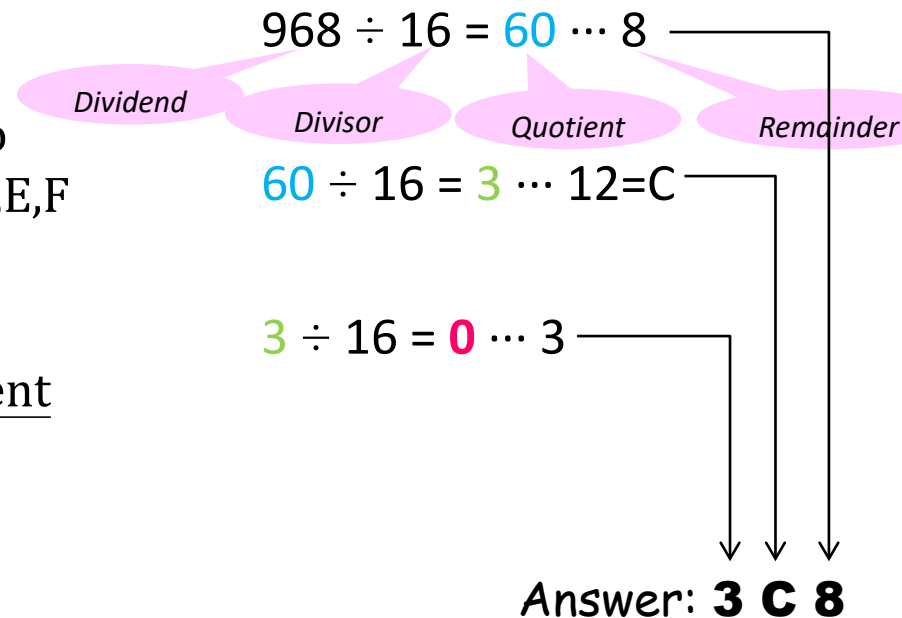 968 ÷ 16 = 60 ··· 8
Dividend
Divisor
Quotient
Remainder
E,F
60 ÷ 16 = 3 ··· 12=C
3 ÷ 16 = 0 ··· 3
ent
Answer: 3 C 8